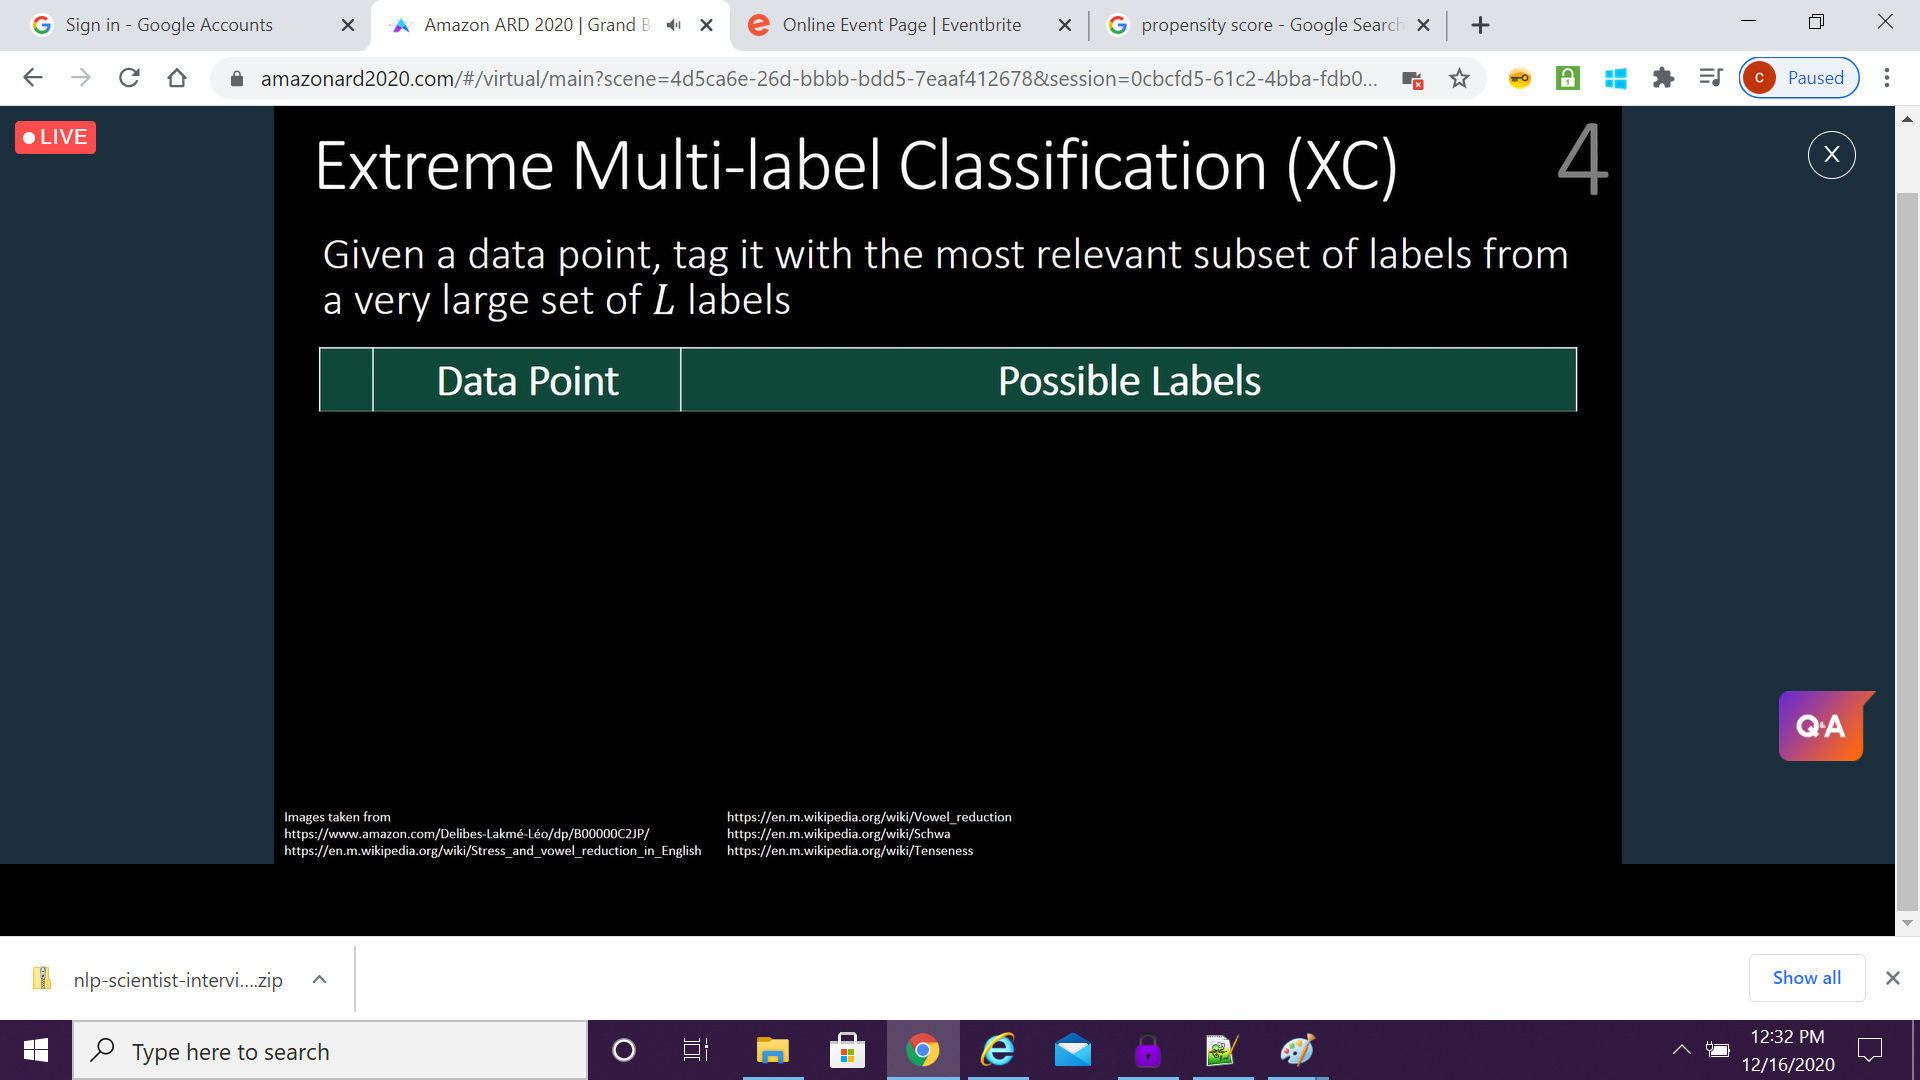 Sign in - Google Accounts
Amazon ARD 2020 | Grand B
Online Event Page | Eventbrite
propensity score - Google Search
amazonard2020.com/#/virtual/main?scene=4d5ca6e-26d-bbbb-bdd5-7eaaf412678&session=0cbcfd5-61c2-4bba-fdb0...
C Paused
LIVE
Extreme Multi-label Classification (XC)
4
X
Given a data point, tag it with the most relevant subset of labels from
a very large set of L labels
Data Point Possible Labels
Q&A
Images taken from
https://www.amazon.com/Delibes-Lakmé-Léo/dp/B00000C2JP/
https://en.m.wikipedia.org/wiki/Stress_and_vowel_reduction_in_English
https://en.m.wikipedia.org/wiki/Vowel_reduction
https://en.m.wikipedia.org/wiki/Schwa
https://en.m.wikipedia.org/wiki/Tenseness
nlp-scientist-intervi....zip
Show all
Type here to search
12:32 PM
12/16/2020